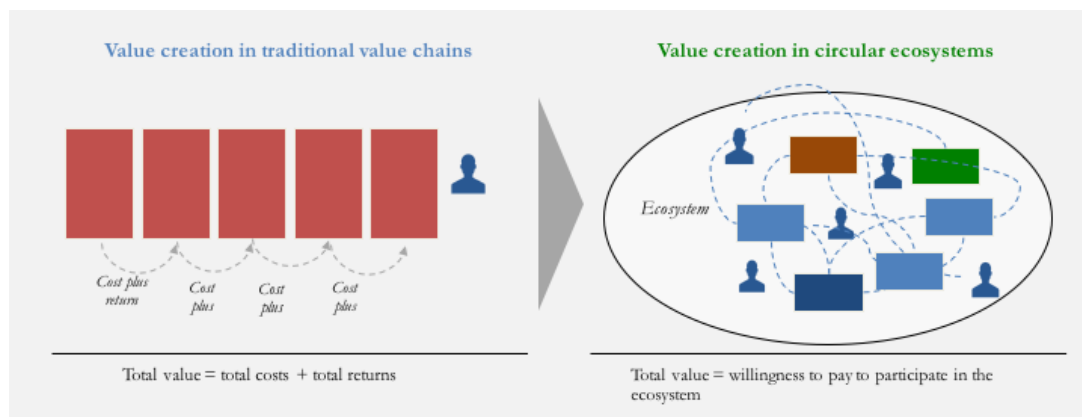 Value creation in traditional value chains
Value creation in circular ecosystems
Ecosystem
Cost plus
return
Cost
plus
Cost
plus
Cost
plus
Total value = total costs + total returns
Total value = willingness to pay to participate in the
ecosystem